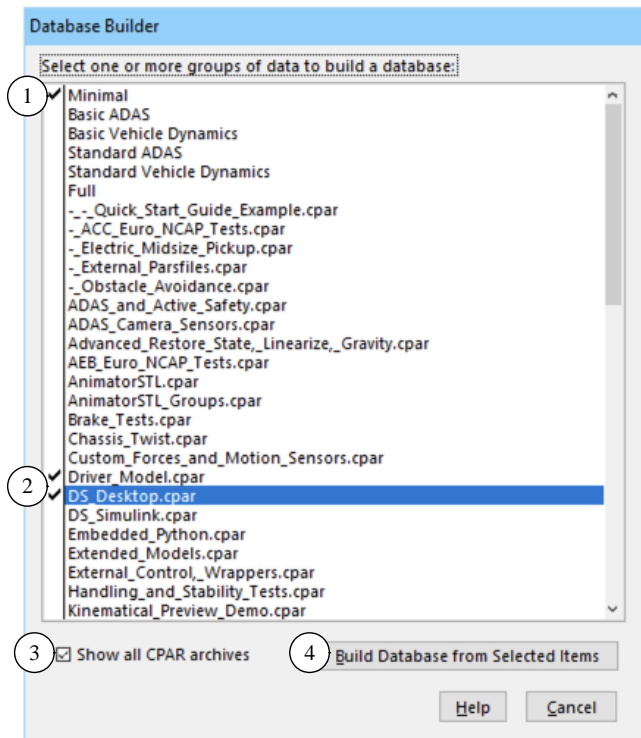 Database Builder
Select one or more groups of data to build a database:
1
Minimal
Basic ADAS
Basic Vehicle Dynamics
Standard ADAS
Standard Vehicle Dynamics
Full
-_-_Quick_Start_Guide_Example.cpar
-_ACC_Euro_NCAP_Tests.cpar
-_Electric_Midsize_Pickup.cpar
-_External_Parsfiles.cpar
-_Obstacle_Avoidance.cpar
ADAS_and_Active_Safety.cpar
ADAS_Camera_Sensors.cpar
Advanced_Restore_State,_Linearize,_Gravity.cpar
AEB_Euro_NCAP_Tests.cpar
AnimatorSTL.cpar
AnimatorSTL_Groups.cpar
Brake_Tests.cpar
Chassis_Twist.cpar
Custom_Forces_and_Motion_Sensors.cpar
2
Driver_Model.cpar
DS_Desktop.cpar
DS_Simulink.cpar
Embedded_Python.cpar
Extended_Models.cpar
External_Control,_Wrappers.cpar
Handling_and_Stability_Tests.cpar
Kinematical_Preview_Demo.cpar
3 Show all CPAR archives
4 Build Database from Selected Items
Help Cancel